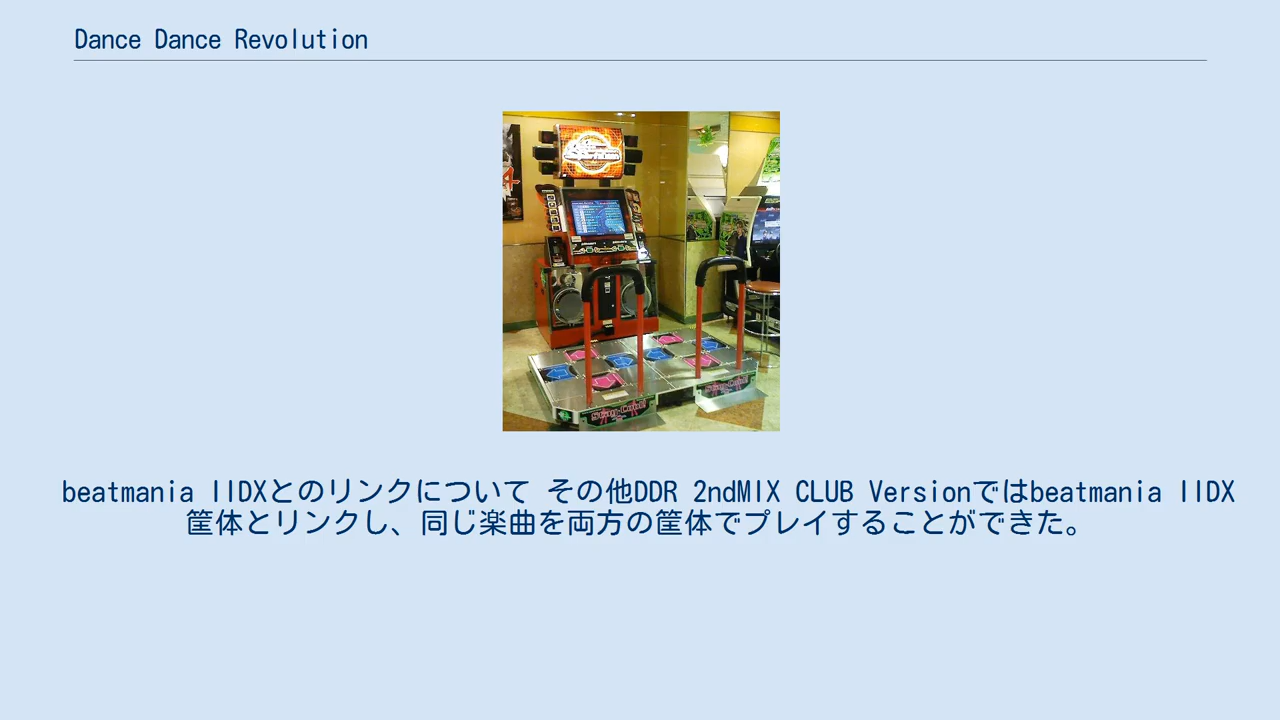 Dance Dance Revolution
beatmania IIDXとのリンクについて その他DDR 2ndMIX CLUB Versionではbeatmania IIDX
筐体とリンクし、同じ楽曲を両方の筐体でプレイすることができた。